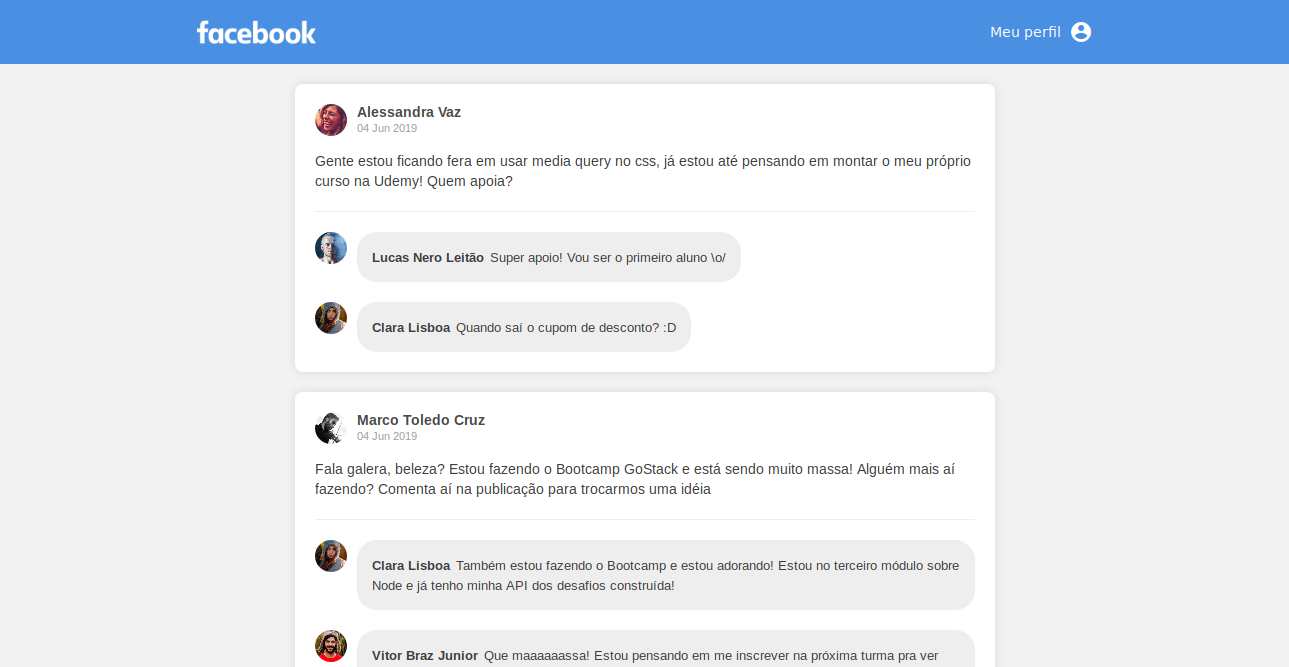 facebook
Meu perfil
Alessandra Vaz
04 Jun 2019
Gente estou ficando fera em usar media query no css, já estou até pensando em montar o meu próprio
curso na Udemy! Quem apoia?
Lucas Nero Leitão Super apoio! Vou ser o primeiro aluno \o/
Clara Lisboa Quando saí o cupom de desconto? :D
Marco Toledo Cruz
04 Jun 2019
Fala galera, beleza? Estou fazendo o Bootcamp GoStack e está sendo muito massa! Alguém mais aí
fazendo? Comenta aí na publicação para trocarmos uma idéia
Clara Lisboa Também estou fazendo o Bootcamp e estou adorando! Estou no terceiro módulo sobre
Node e já tenho minha API dos desafios construída!
Vitor Braz Junior Que maaaaaassa! Estou pensando em me inscrever na próxima turma pra ver